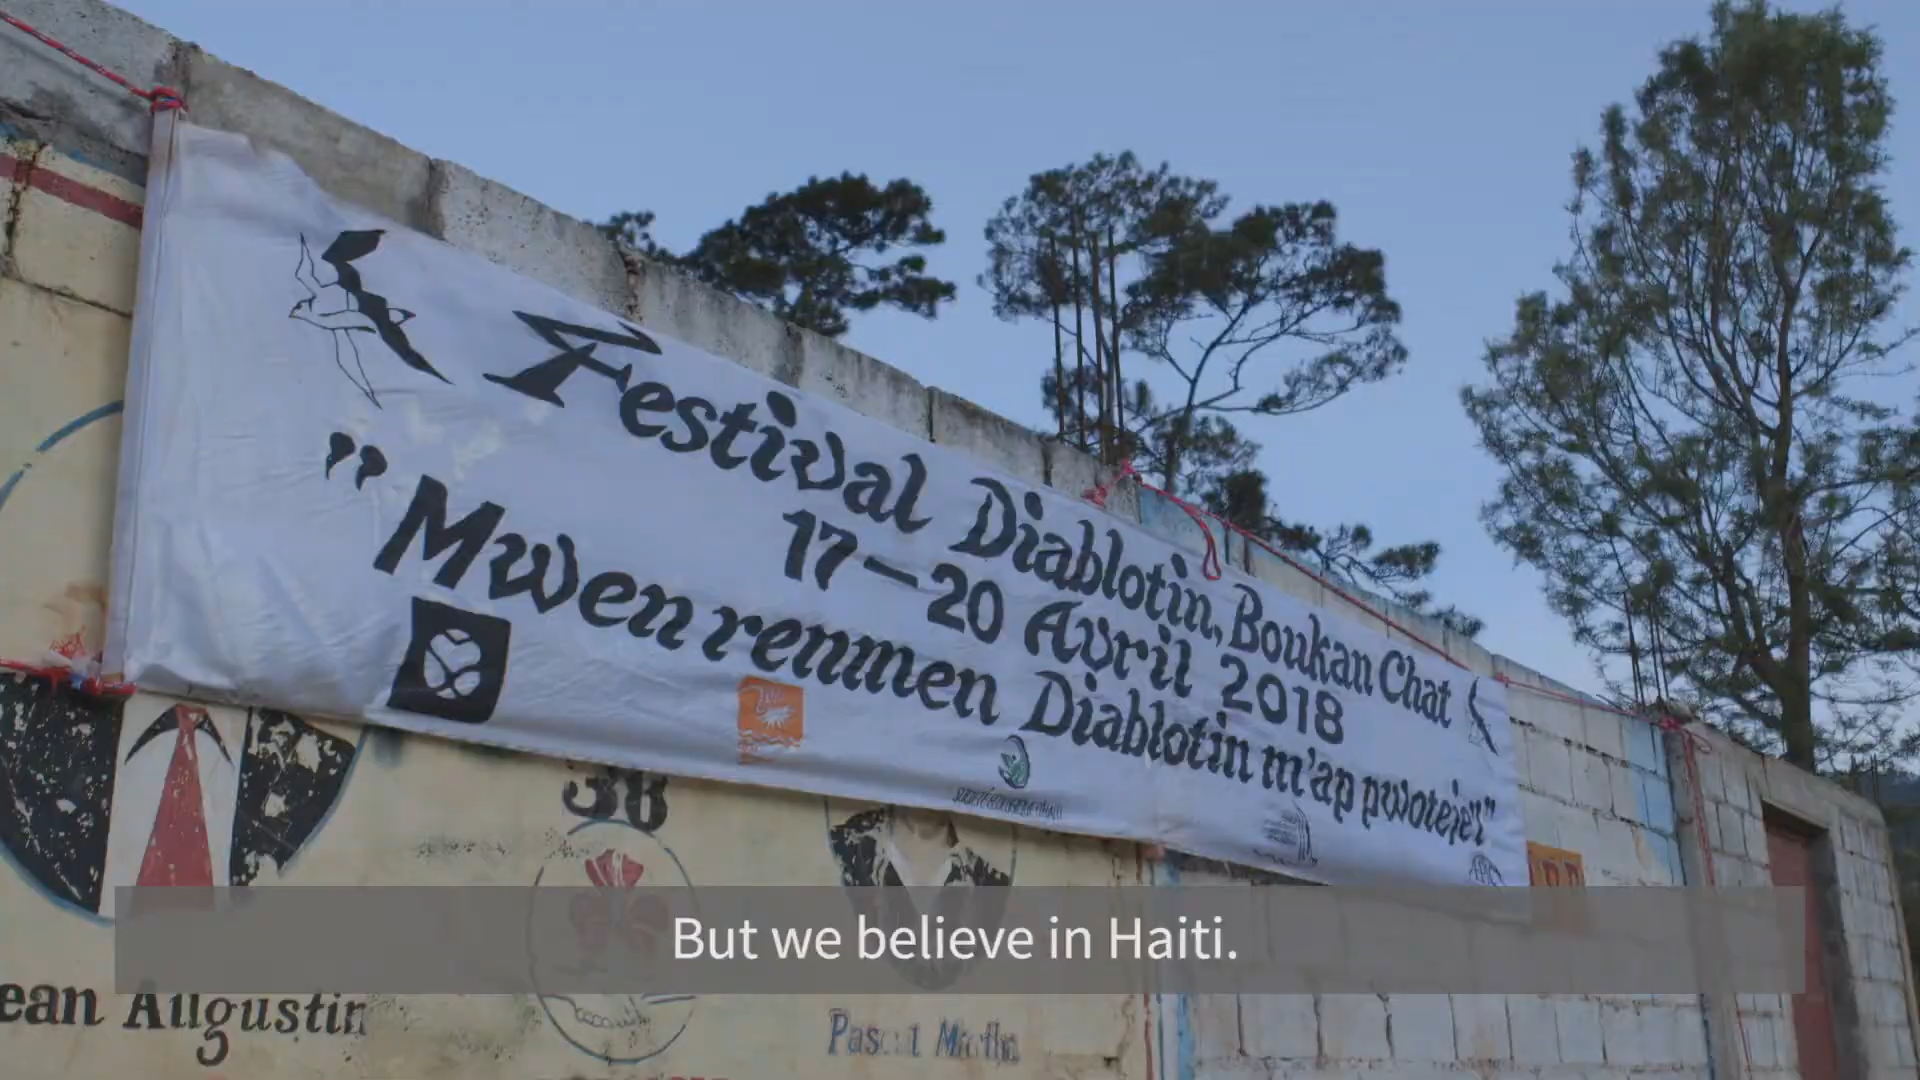 Festival Diablotin, Boukan Chat
17-20 Avril 2018
"Mwen renmen Diablotin m'ap pwoteje'l"
38
But we believe in Haiti.
ean Augustin